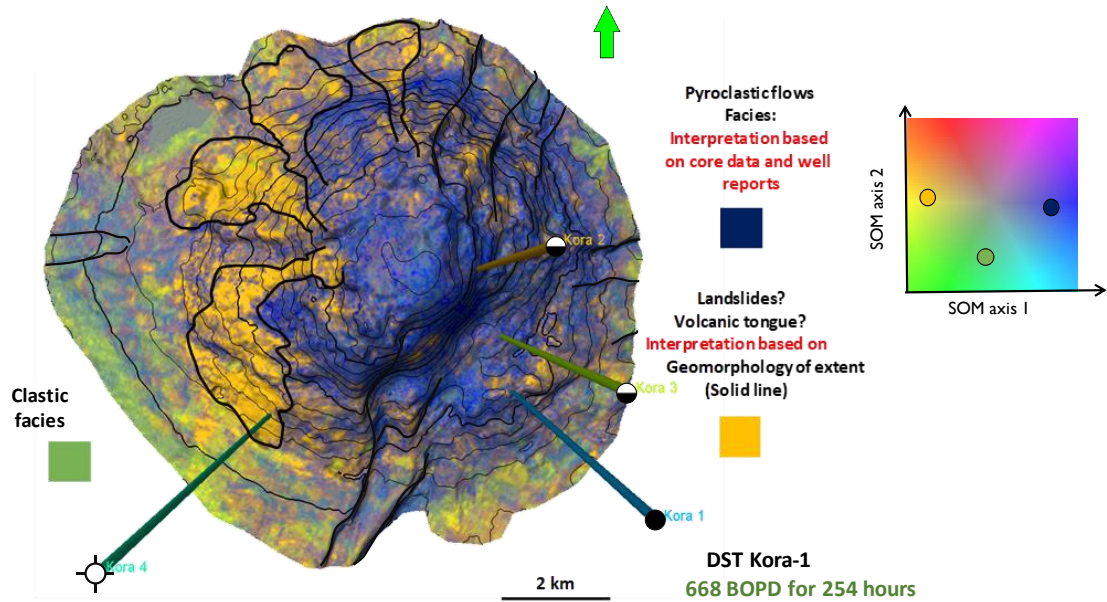 Pyroclastic flows
Facies:
Interpretation based
on core data and well
reports
SOM axis 2
SOM axis 1
Kora 2
Landslides?
Volcanic tongue?
Interpretation based on
Geomorphology of extent
(Solid line)
Kora 3
Clastic
facies
Kora 1
Kora 4
DST Kora-1
2 km
668 BOPD for 254 hours